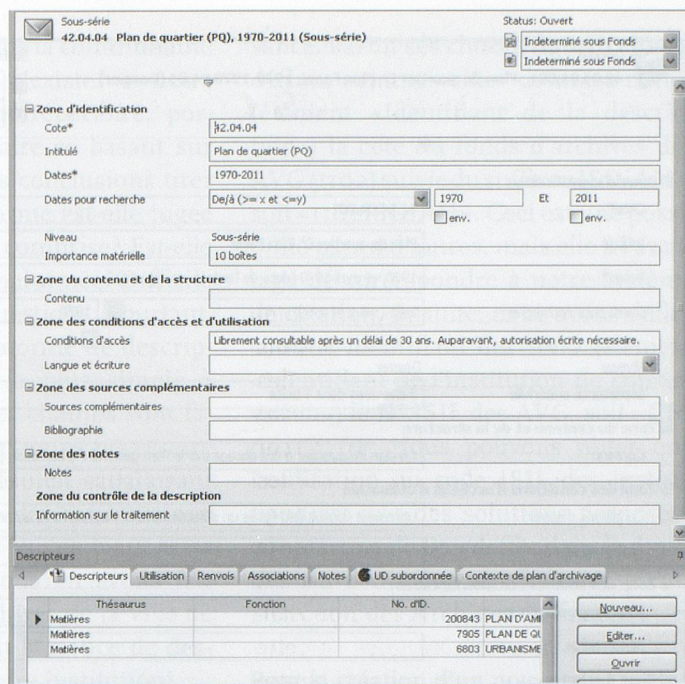 Sous-série
Status: Ouvert
42.04.04 Plan de quartier (PQ), 1970-2011 (Sous-série)
Indeterminé sous Fonds
Indeterminé sous Fonds
Zone d'identification
Cote* 42.04.04
Intitulé Plan de quartier (PQ)
Dates* 1970-2011
Dates pour recherche De/à (>= x et <=y) 1970 Et 2011
env. env.
Niveau Sous-série
Importance matérielle 10 boîtes
Zone du contenu et de la structure
Contenu
Zone des conditions d'accès et d'utilisation
Conditions d'accès Librement consultable après un délai de 30 ans. Auparavant, autorisation écrite nécessaire.
Langue et écriture
Zone des sources complémentaires
Sources complémentaires
Bibliographie
Zone des notes
Notes
Zone du contrôle de la description
Information sur le traitement
Descripteurs
Descripteurs Utilisation Renvois Associations Notes UD subordonnée Contexte de plan d'archivage
Thésaurus Fonction No. d'ID.
Matières 200843 PLAN D'AMÉ
Matières 7905 PLAN DE QU
Matières 6803 URBANISME
Nouveau...
Editer...
Ouvrir